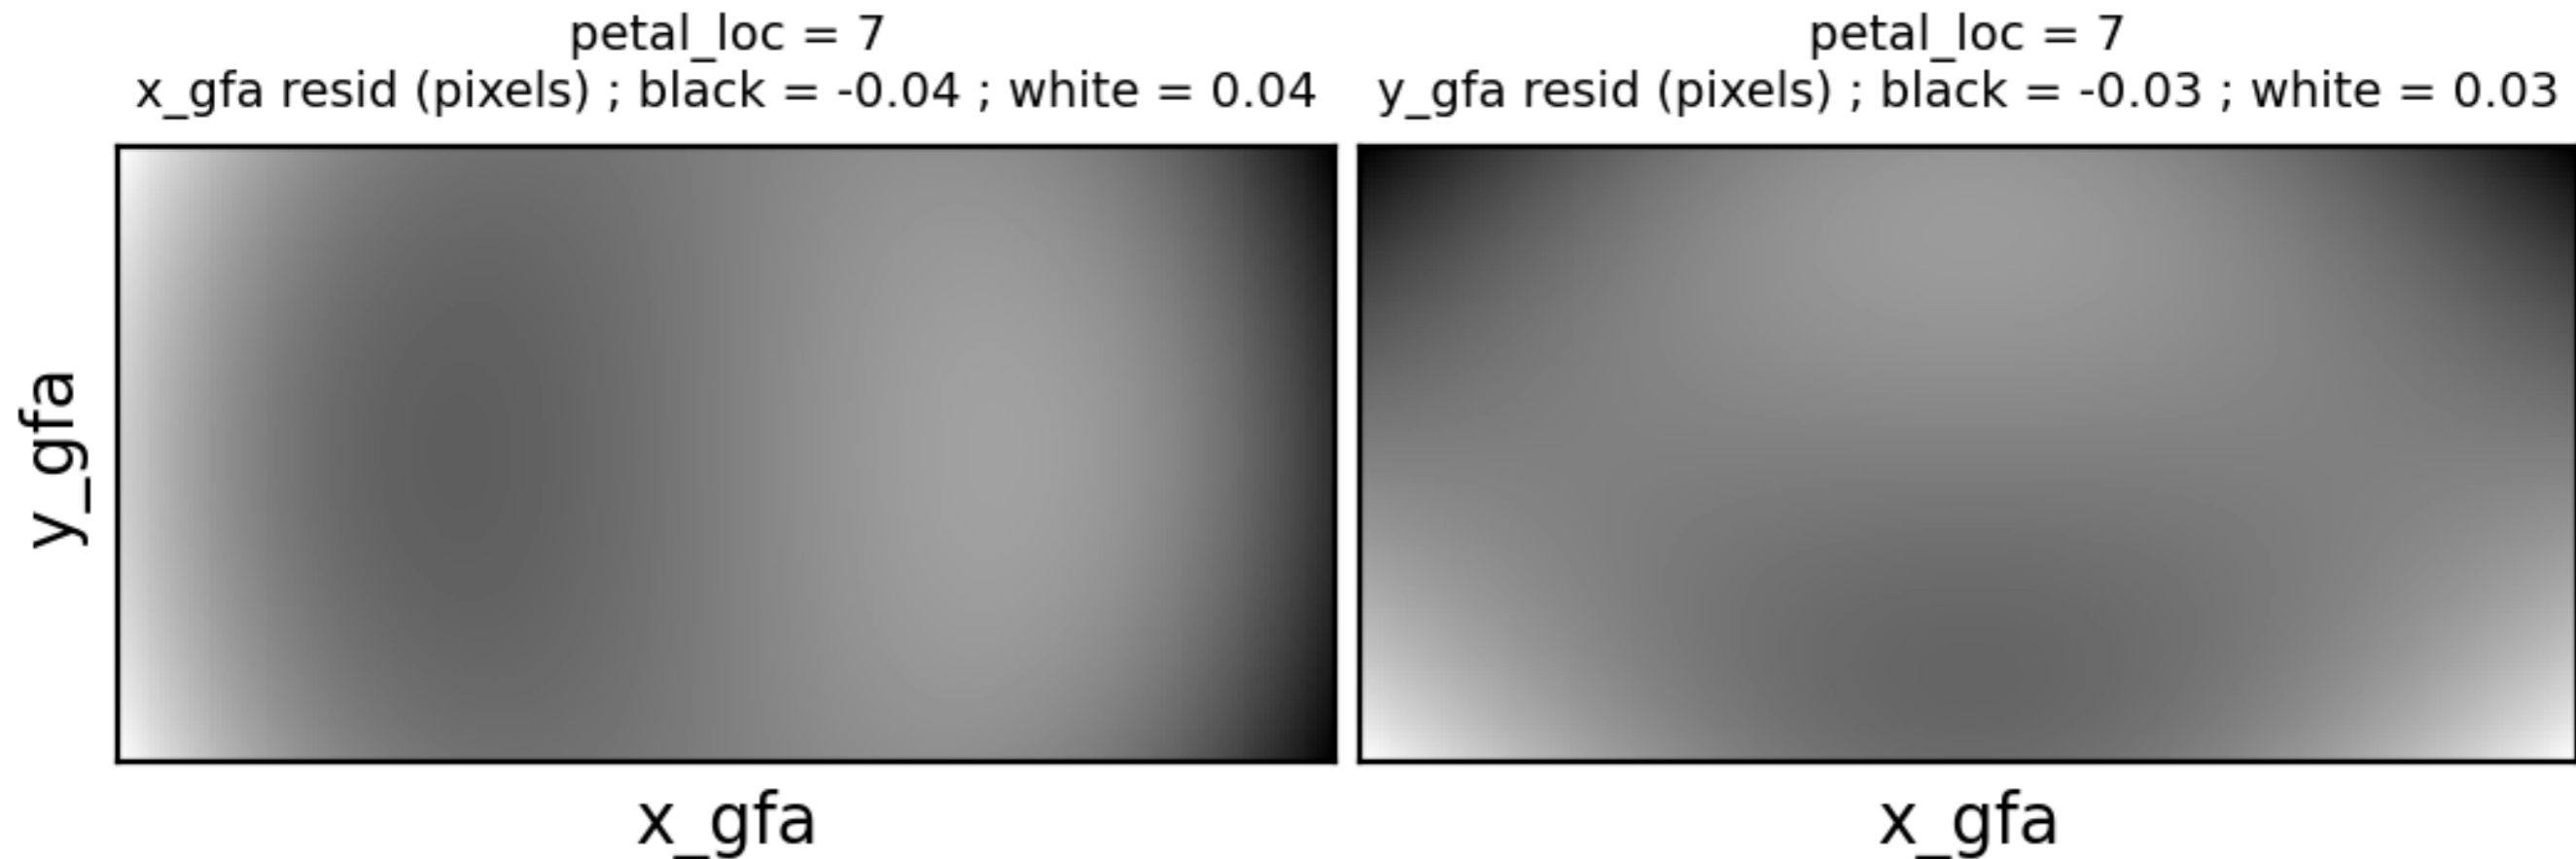 petal_loc = 7
x_gfa resid (pixels) ; black = -0.04 ; white = 0.04
petal_loc = 7
y_gfa resid (pixels) ; black = -0.03 ; white = 0.03
y_gfa
x_gfa
x_gfa